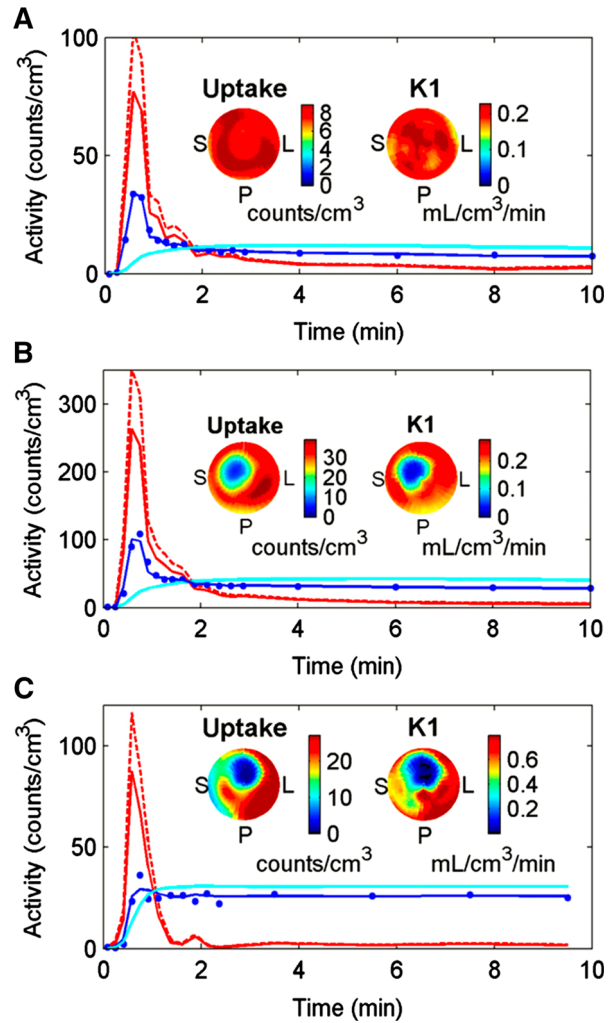 A
Activity (counts/cm3)
100
50
0
Uptake
S
L
P
8
6
4
2
0
counts/cm3
K1
L
P
0.2
0.1
0
mL/cm3/min
0 2 4 6 8 10
Time (min)
B
Activity (counts/cm3)
300
200
100
0
Uptake
S
L
P
30
20
10
0
counts/cm3
K1
S
L
P
0.2
0.1
0
mL/cm3/min
0 2 4 6 8 10
Time (min)
C
Activity (counts/cm3)
100
50
0
Uptake
S
L
P
20
10
0
counts/cm3
K1
S
L
P
0.6
0.4
0.2
mL/cm3/min
0 2 4 6 8 10
Time (min)